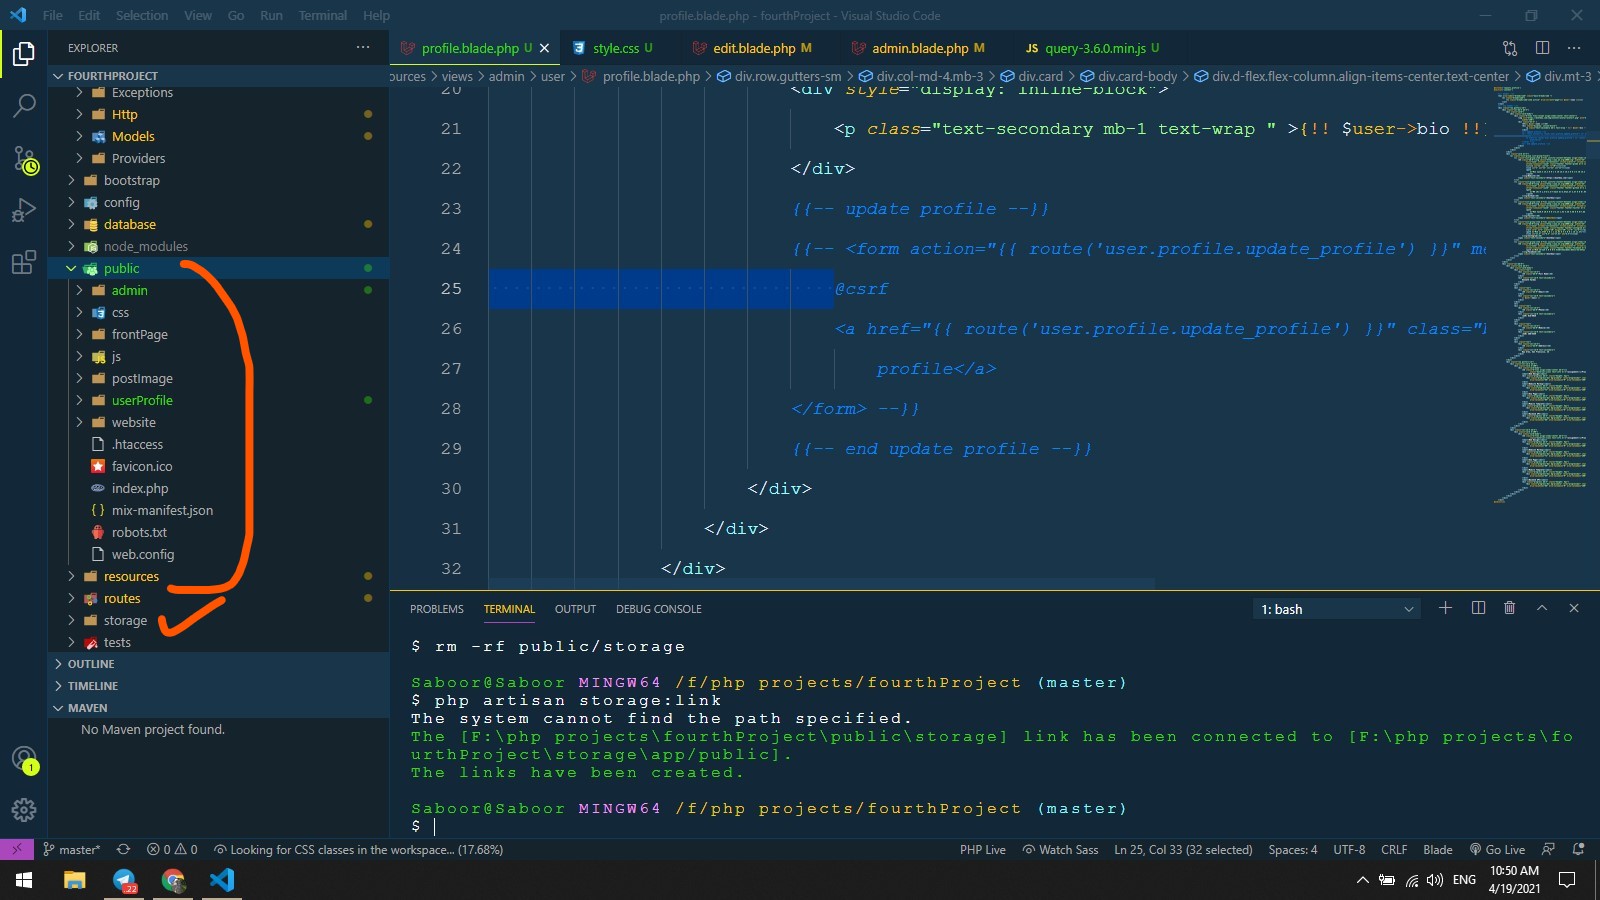 File Edit Selection View Go Run Terminal Help profile.blade.php - fourthProject - Visual Studio Code
EXPLORER ···
FOURTHPROJECT
Exceptions
Http
Models
Providers
bootstrap
config
database
node_modules
public
admin
css
frontPage
js
postImage
userProfile
website
.htaccess
favicon.ico
index.php
mix-manifest.json
robots.txt
web.config
resources
routes
storage
tests
OUTLINE
TIMELINE
MAVEN
No Maven project found.
profile.blade.php U style.css U edit.blade.php M admin.blade.php M JS query-3.6.0.min.js U
ources > views > admin > user > profile.blade.php > div.row.gutters-sm > div.col-md-4.mb-3 > div.card > div.card-body > div.d-flex.flex-column.align-items-center.text-center > div.mt-3 >
20 <div style="display: inline-block">
21 <p class="text-secondary mb-1 text-wrap " >{!! $user->bio !!}
22 </div>
23 {{-- update profile --}}
24 {{-- <form action="{{ route('user.profile.update_profile') }}" me
25 @csrf
26 <a href="{{ route('user.profile.update_profile') }}" class="
27 profile</a>
28 </form> --}}
29 {{-- end update profile --}}
30 </div>
31 </div>
32 </div>
PROBLEMS TERMINAL OUTPUT DEBUG CONSOLE 1: bash
$ rm -rf public/storage
Saboor@Saboor MINGW64 /f/php projects/fourthProject (master)
$ php artisan storage:link
The system cannot find the path specified.
The [F:\php projects\fourthProject\public\storage] link has been connected to [F:\php projects\fo
urthProject\storage\app/public].
The links have been created.
Saboor@Saboor MINGW64 /f/php projects/fourthProject (master)
$
1
master* 0 0 Looking for CSS classes in the workspace... (17.68%) PHP Live Watch Sass Ln 25, Col 33 (32 selected) Spaces: 4 UTF-8 CRLF Blade Go Live
22 ENG 10:50 AM
4/19/2021